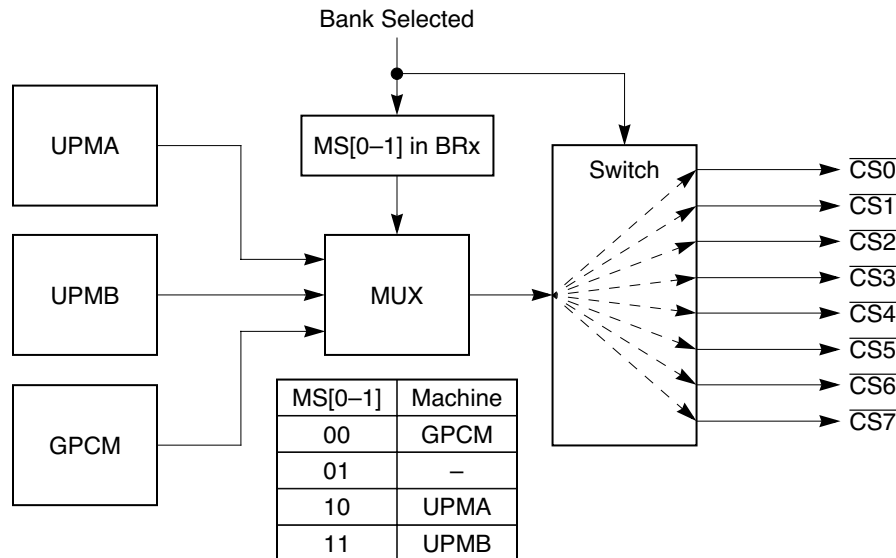 Bank Selected
UPMA
MS[0–1] in BRx
Switch
CS0
CS1
CS2
UPMB
MUX
CS3
CS4
CS5
CS6
CS7
GPCM
MS[0–1] Machine
00 GPCM
01 –
10 UPMA
11 UPMB